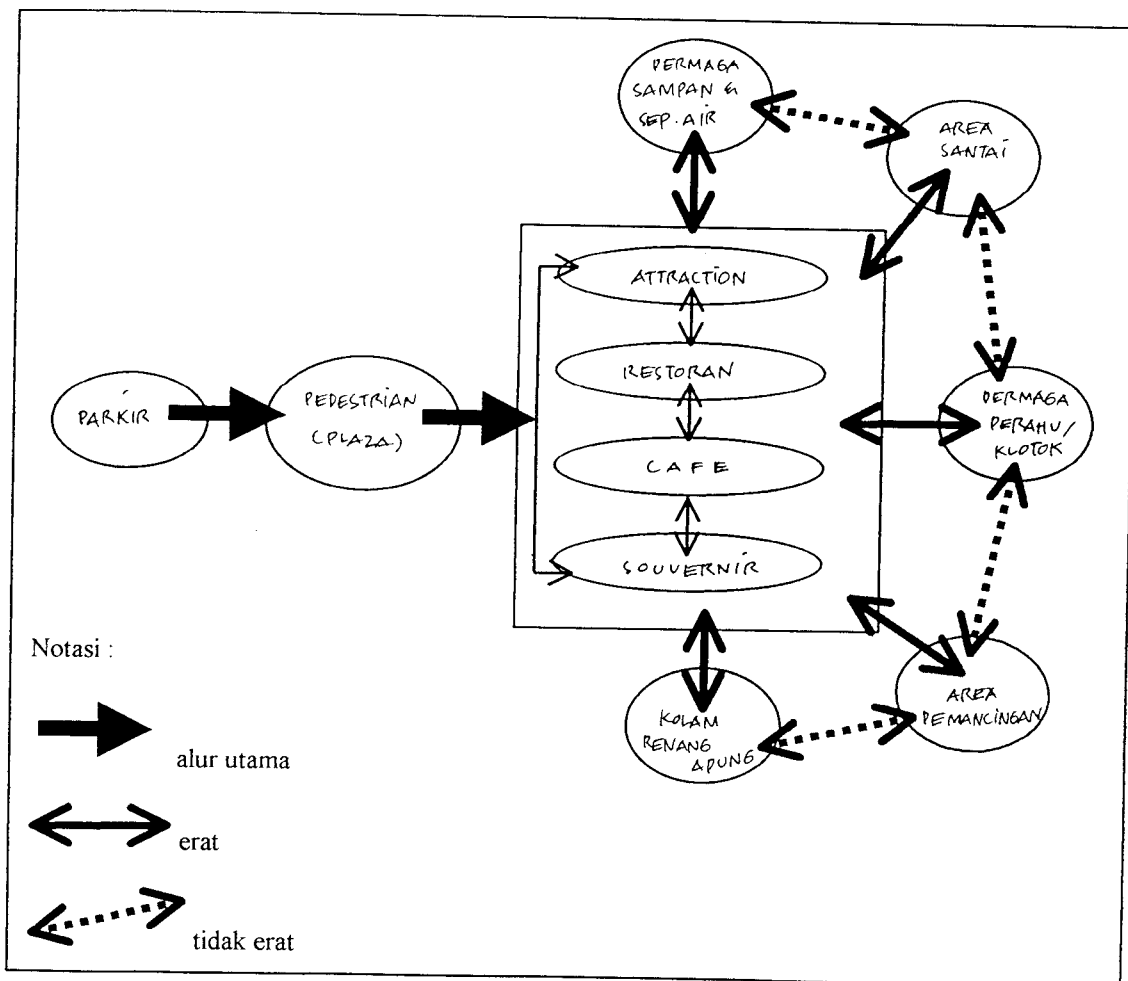 DERMAGA
SAMPAN &
SEP. AIR
AREA
SANTAI
ATTRACTION
RESTORAN
CAFE
SOUVERNIR
PARKIR
PEDESTRIAN
(PLAZA.)
DERMAGA
PERAHU/
KLOTOK
KOLAM
RENANG
APUNG
AREA
PEMANCINGAN
Notasi :
alur utama
erat
tidak erat